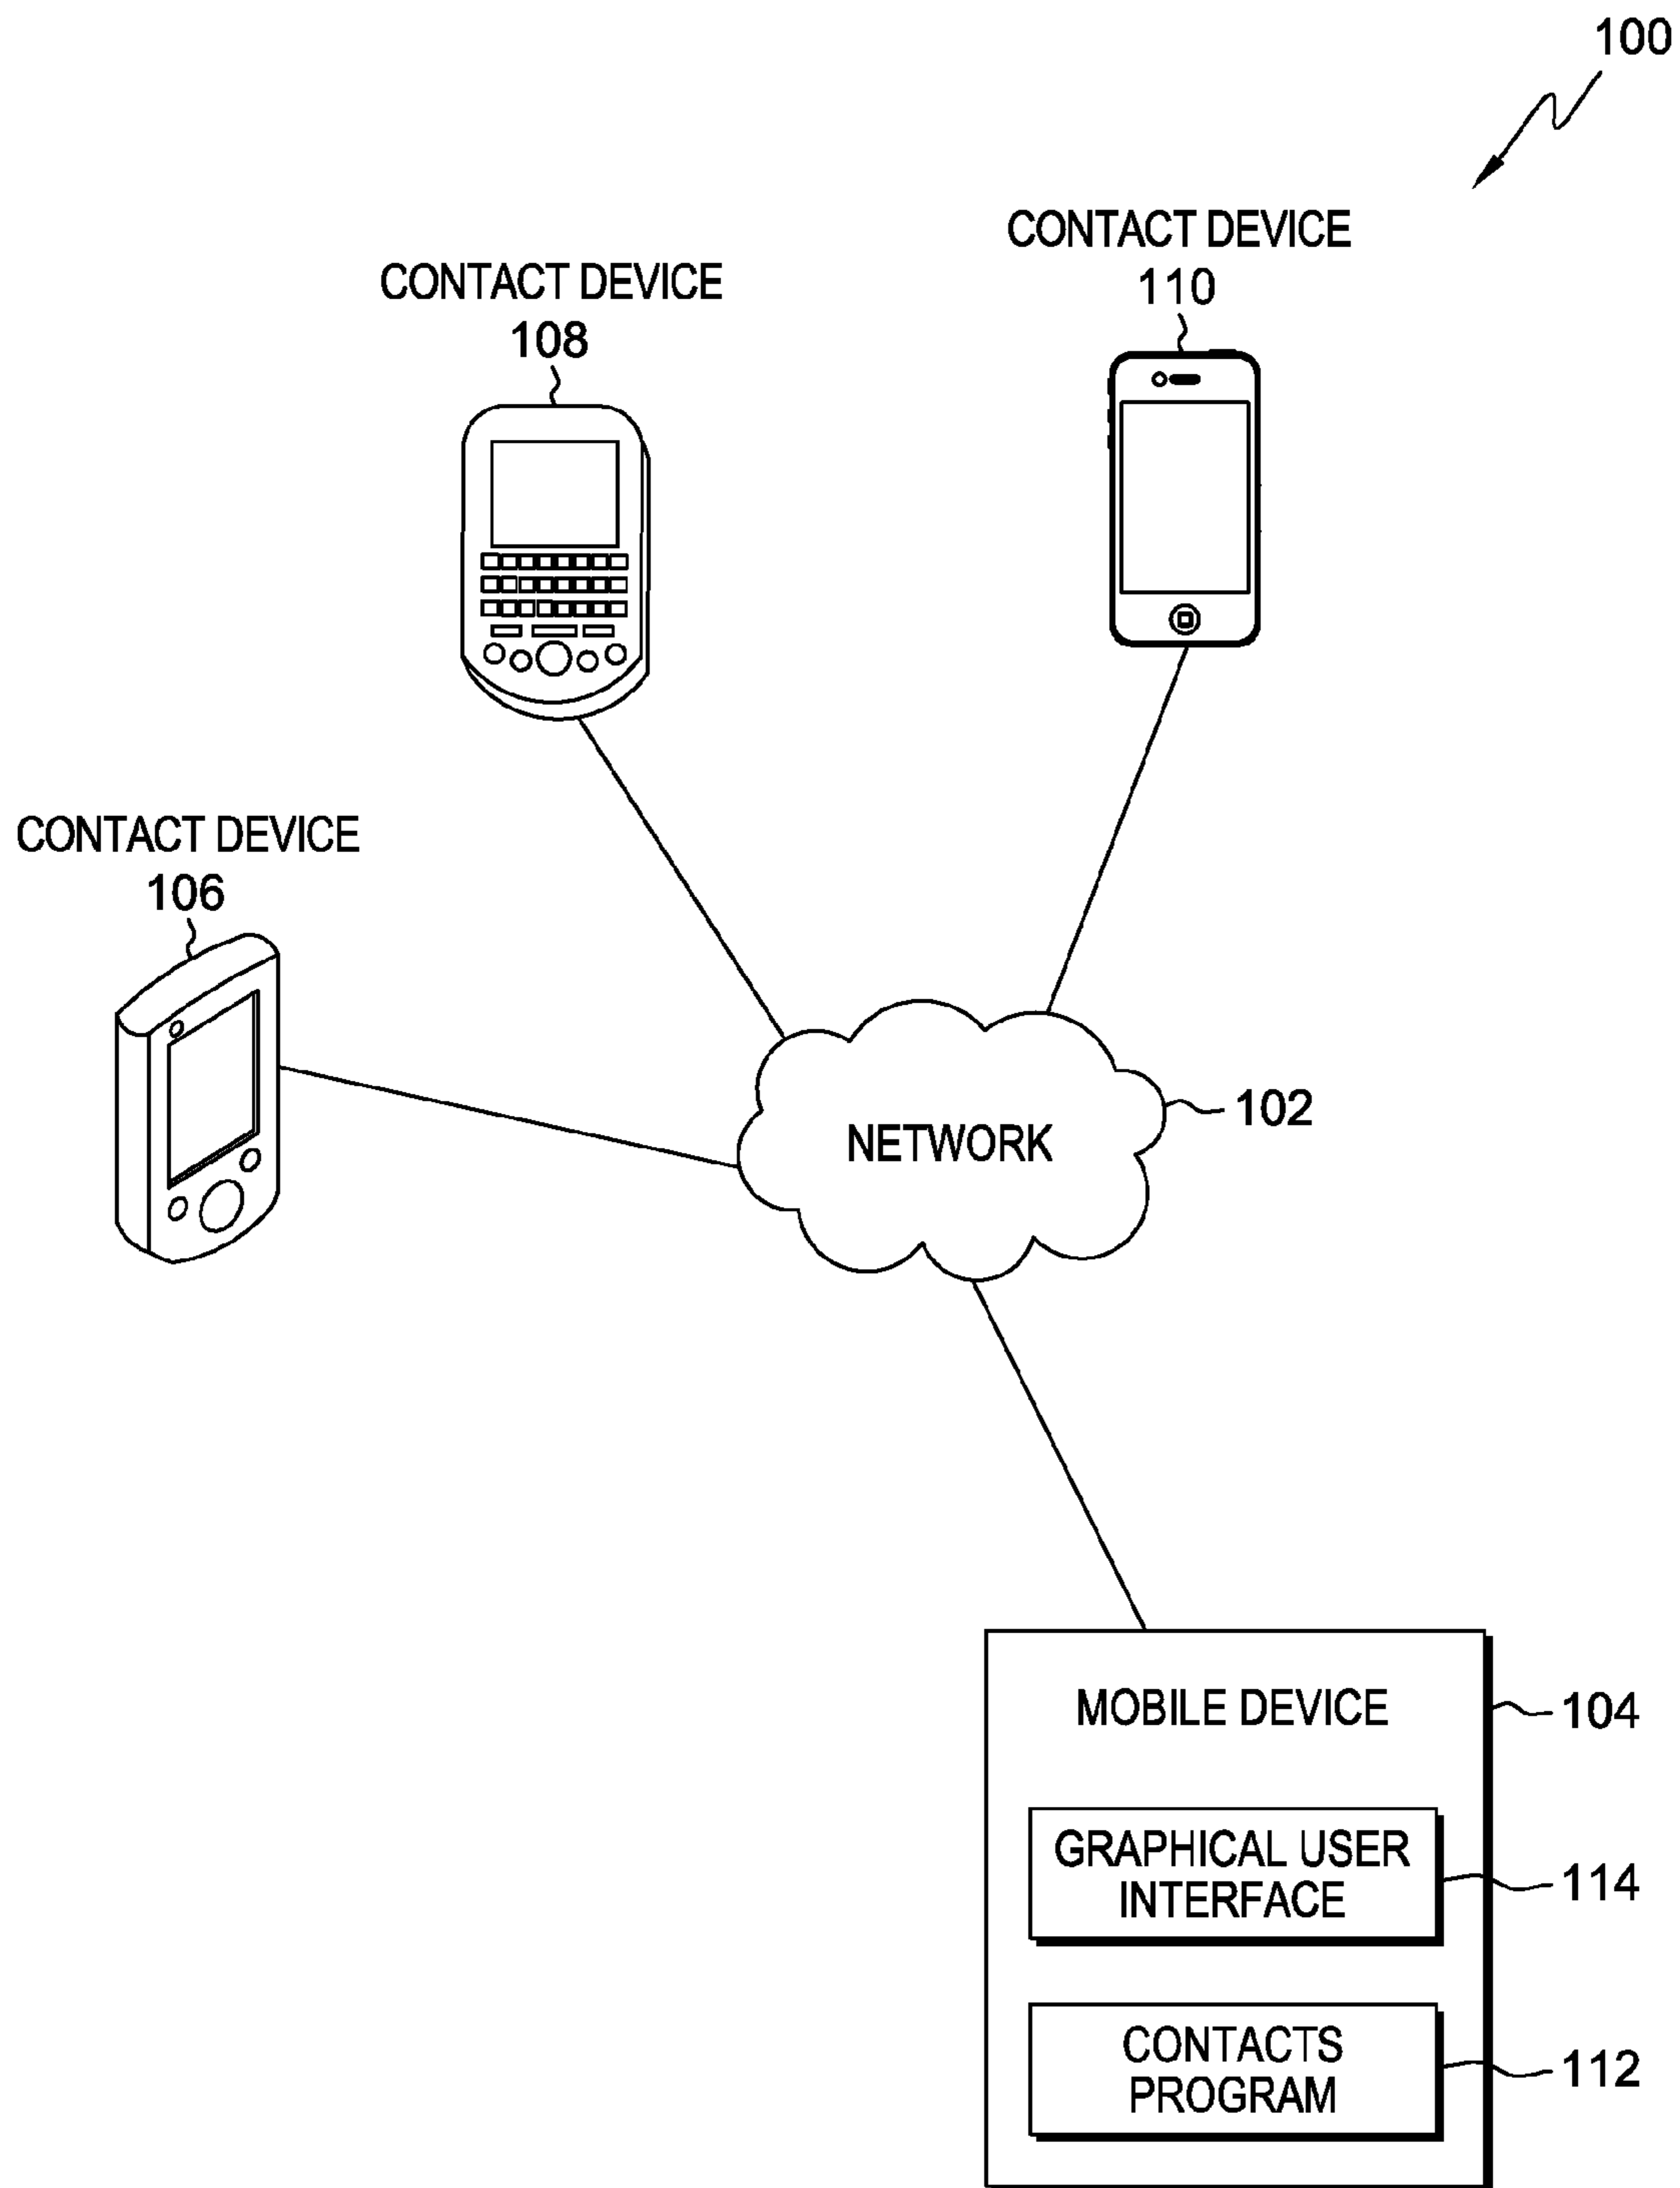 100
CONTACT DEVICE
110
CONTACT DEVICE
108
CONTACT DEVICE
106
NETWORK
102
MOBILE DEVICE
104
GRAPHICAL USER
INTERFACE
114
CONTACTS
PROGRAM
112